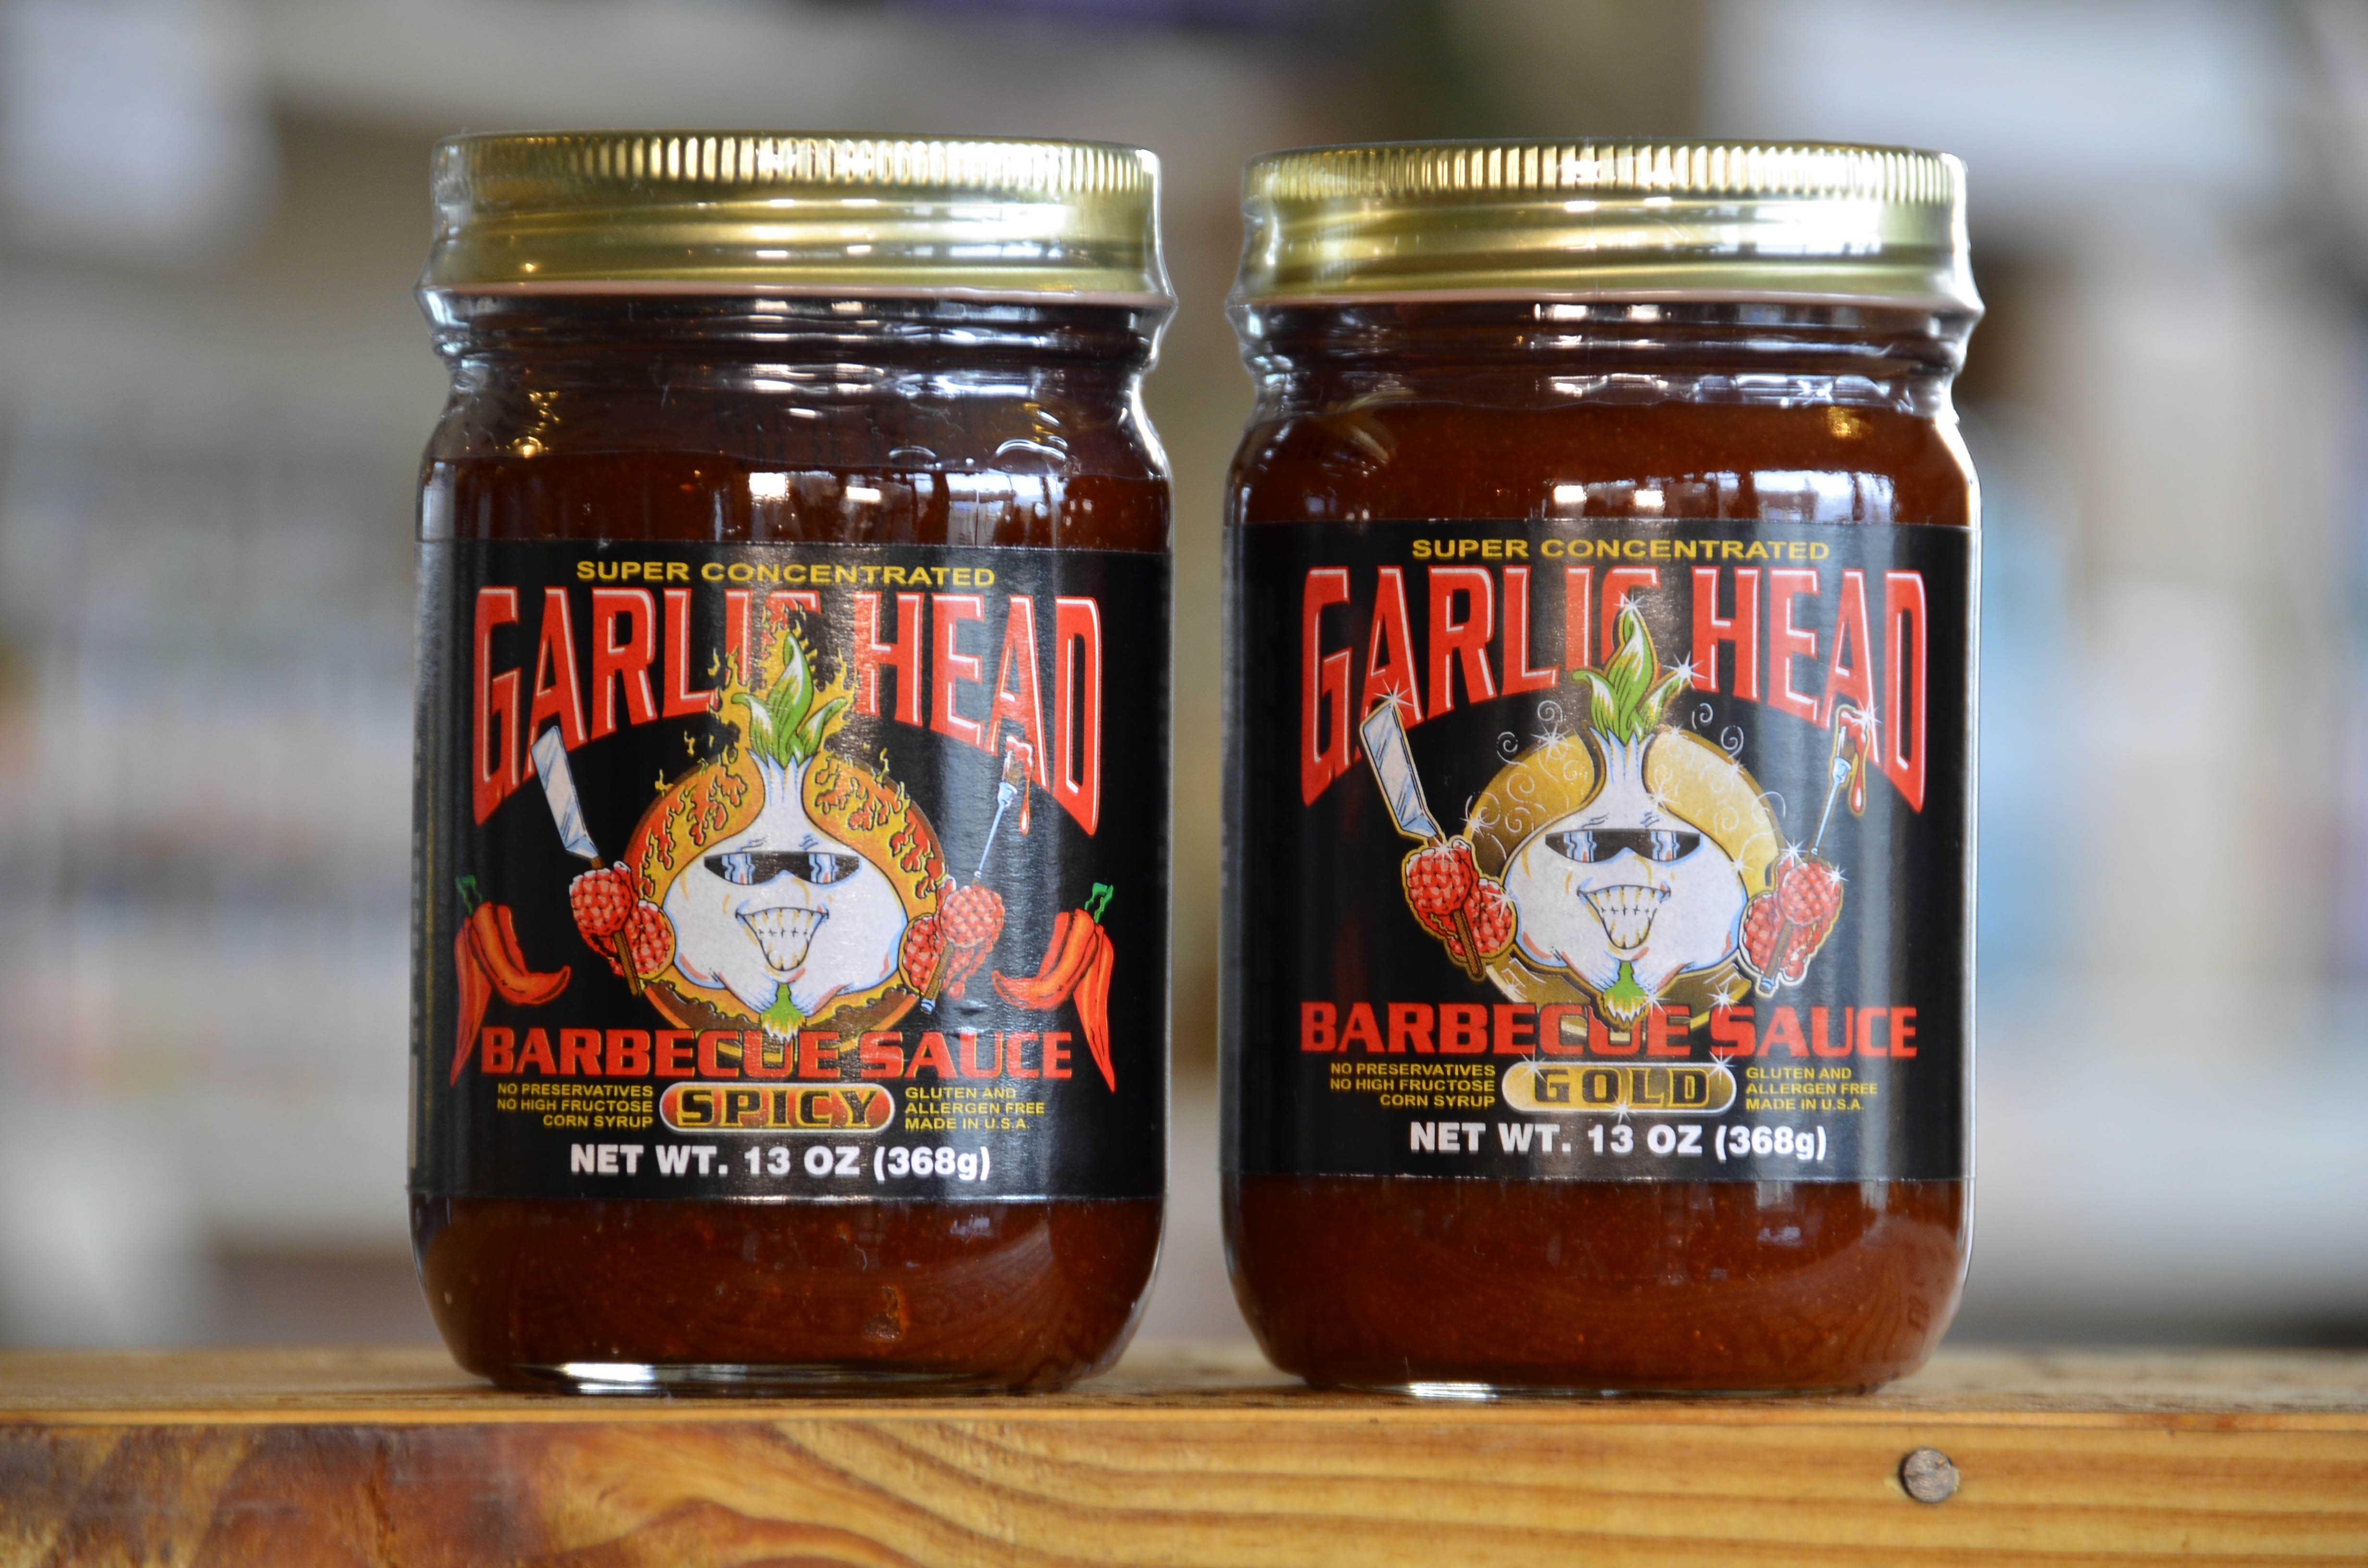 SUPER CONCENTRATED
GARLIC HEAD
BARBECUE SAUCE
NO PRESERVATIVES
NO HIGH FRUCTOSE
CORN SYRUP
SPICY
GLUTEN AND
ALLERGEN FREE
MADE IN U.S.A.
NET WT. 13 OZ (368g)
SUPER CONCENTRATED
GARLIC HEAD
BARBECUE SAUCE
NO PRESERVATIVES
NO HIGH FRUCTOSE
CORN SYRUP
GOLD
GLUTEN AND
ALLERGEN FREE
MADE IN U.S.A.
NET WT. 13 OZ (368g)